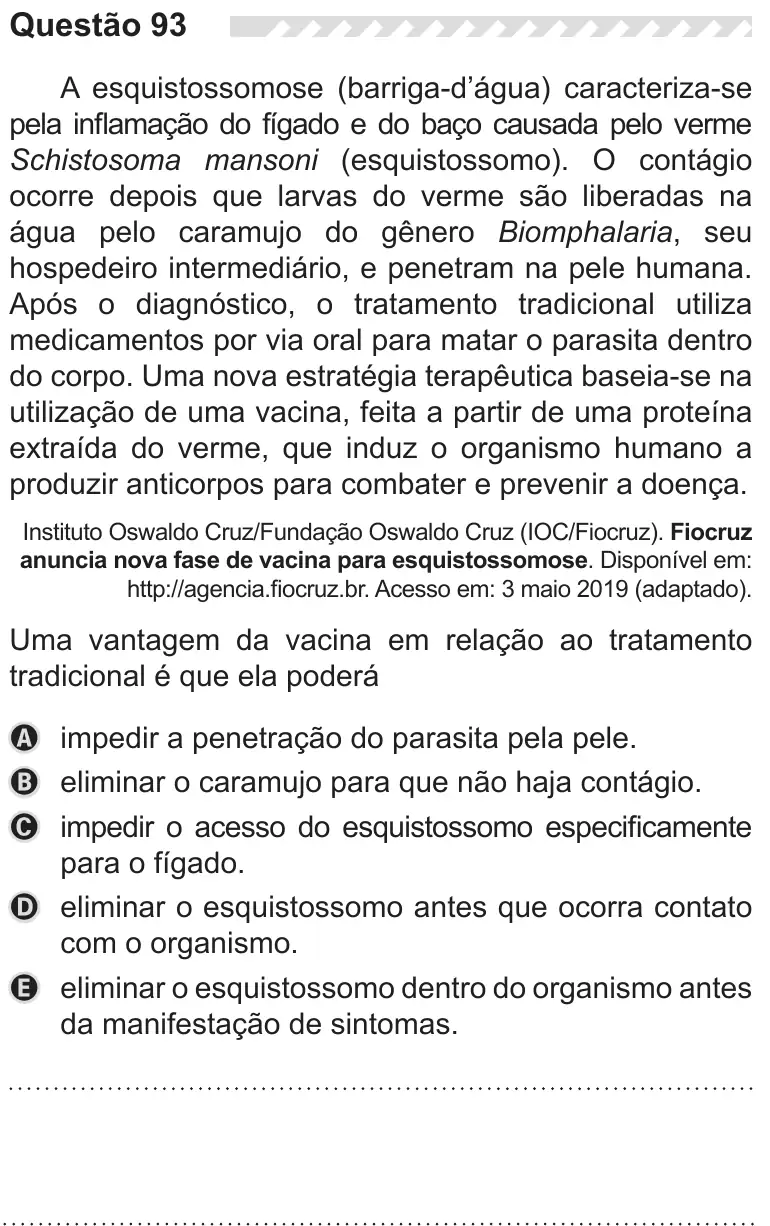 Questão 93
A esquistossomose (barriga-d’água) caracteriza-se
pela inflamação do fígado e do baço causada pelo verme
Schistosoma mansoni (esquistossomo). O contágio
ocorre depois que larvas do verme são liberadas na
água pelo caramujo do gênero Biomphalaria, seu
hospedeiro intermediário, e penetram na pele humana.
Após o diagnóstico, o tratamento tradicional utiliza
medicamentos por via oral para matar o parasita dentro
do corpo. Uma nova estratégia terapêutica baseia-se na
utilização de uma vacina, feita a partir de uma proteína
extraída do verme, que induz o organismo humano a
produzir anticorpos para combater e prevenir a doença.
Instituto Oswaldo Cruz/Fundação Oswaldo Cruz (IOC/Fiocruz). Fiocruz
anuncia nova fase de vacina para esquistossomose. Disponível em:
http://agencia.fiocruz.br. Acesso em: 3 maio 2019 (adaptado).
Uma vantagem da vacina em relação ao tratamento
tradicional é que ela poderá
A impedir a penetração do parasita pela pele.
B eliminar o caramujo para que não haja contágio.
C impedir o acesso do esquistossomo especificamente
para o fígado.
D eliminar o esquistossomo antes que ocorra contato
com o organismo.
E eliminar o esquistossomo dentro do organismo antes
da manifestação de sintomas.